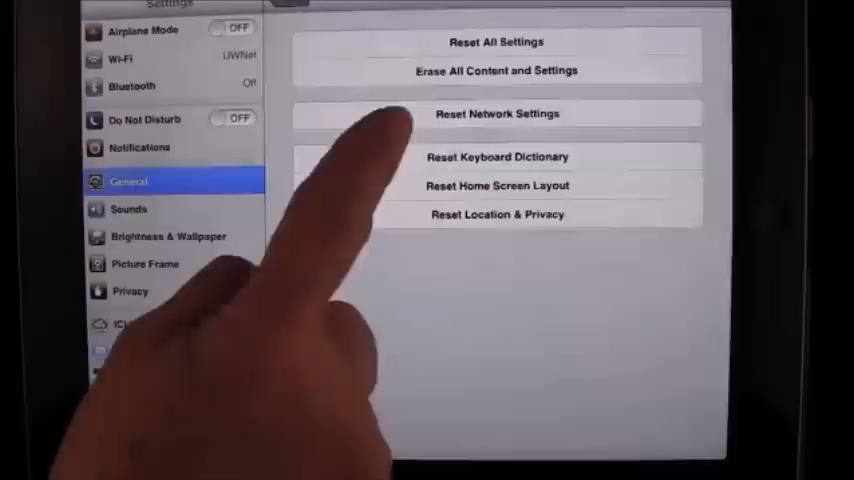 Settings
Airplane Mode OFF
Wi-Fi UWNet
Bluetooth Off
Do Not Disturb OFF
Notifications
General
Sounds
Brightness & Wallpaper
Picture Frame
Privacy
Reset All Settings
Erase All Content and Settings
Reset Network Settings
Reset Keyboard Dictionary
Reset Home Screen Layout
Reset Location & Privacy